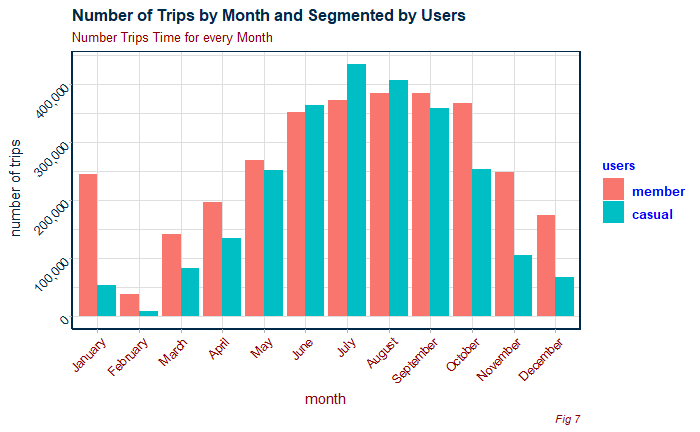 Number of Trips by Month and Segmented by Users
Number Trips Time for every Month
number of trips
400,000
300,000
200,000
100,000
0
January
February
March
April
May
June
July
August
September
October
November
December
month
users
member
casual
Fig 7